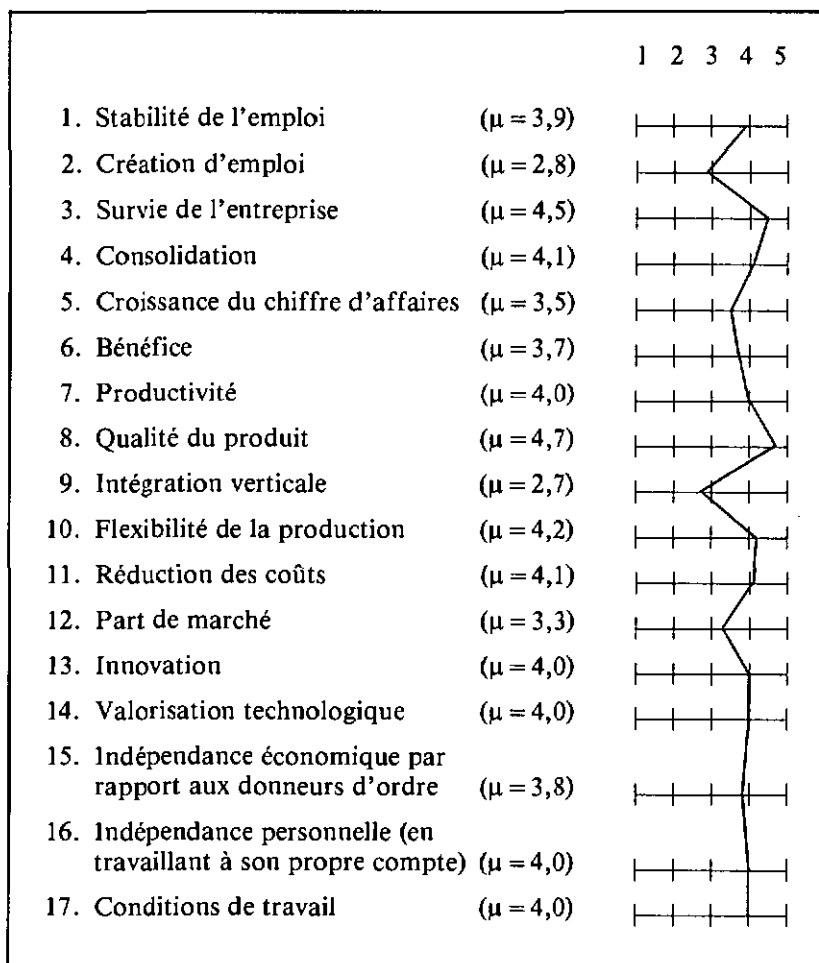 1 2 3 4 5
1. Stabilité de l'emploi (μ = 3,9)
2. Création d'emploi (μ = 2,8)
3. Survie de l'entreprise (μ = 4,5)
4. Consolidation (μ = 4,1)
5. Croissance du chiffre d'affaires (μ = 3,5)
6. Bénéfice (μ = 3,7)
7. Productivité (μ = 4,0)
8. Qualité du produit (μ = 4,7)
9. Intégration verticale (μ = 2,7)
10. Flexibilité de la production (μ = 4,2)
11. Réduction des coûts (μ = 4,1)
12. Part de marché (μ = 3,3)
13. Innovation (μ = 4,0)
14. Valorisation technologique (μ = 4,0)
15. Indépendance économique par
rapport aux donneurs d'ordre (μ = 3,8)
16. Indépendance personnelle (en
travaillant à son propre compte) (μ = 4,0)
17. Conditions de travail (μ = 4,0)